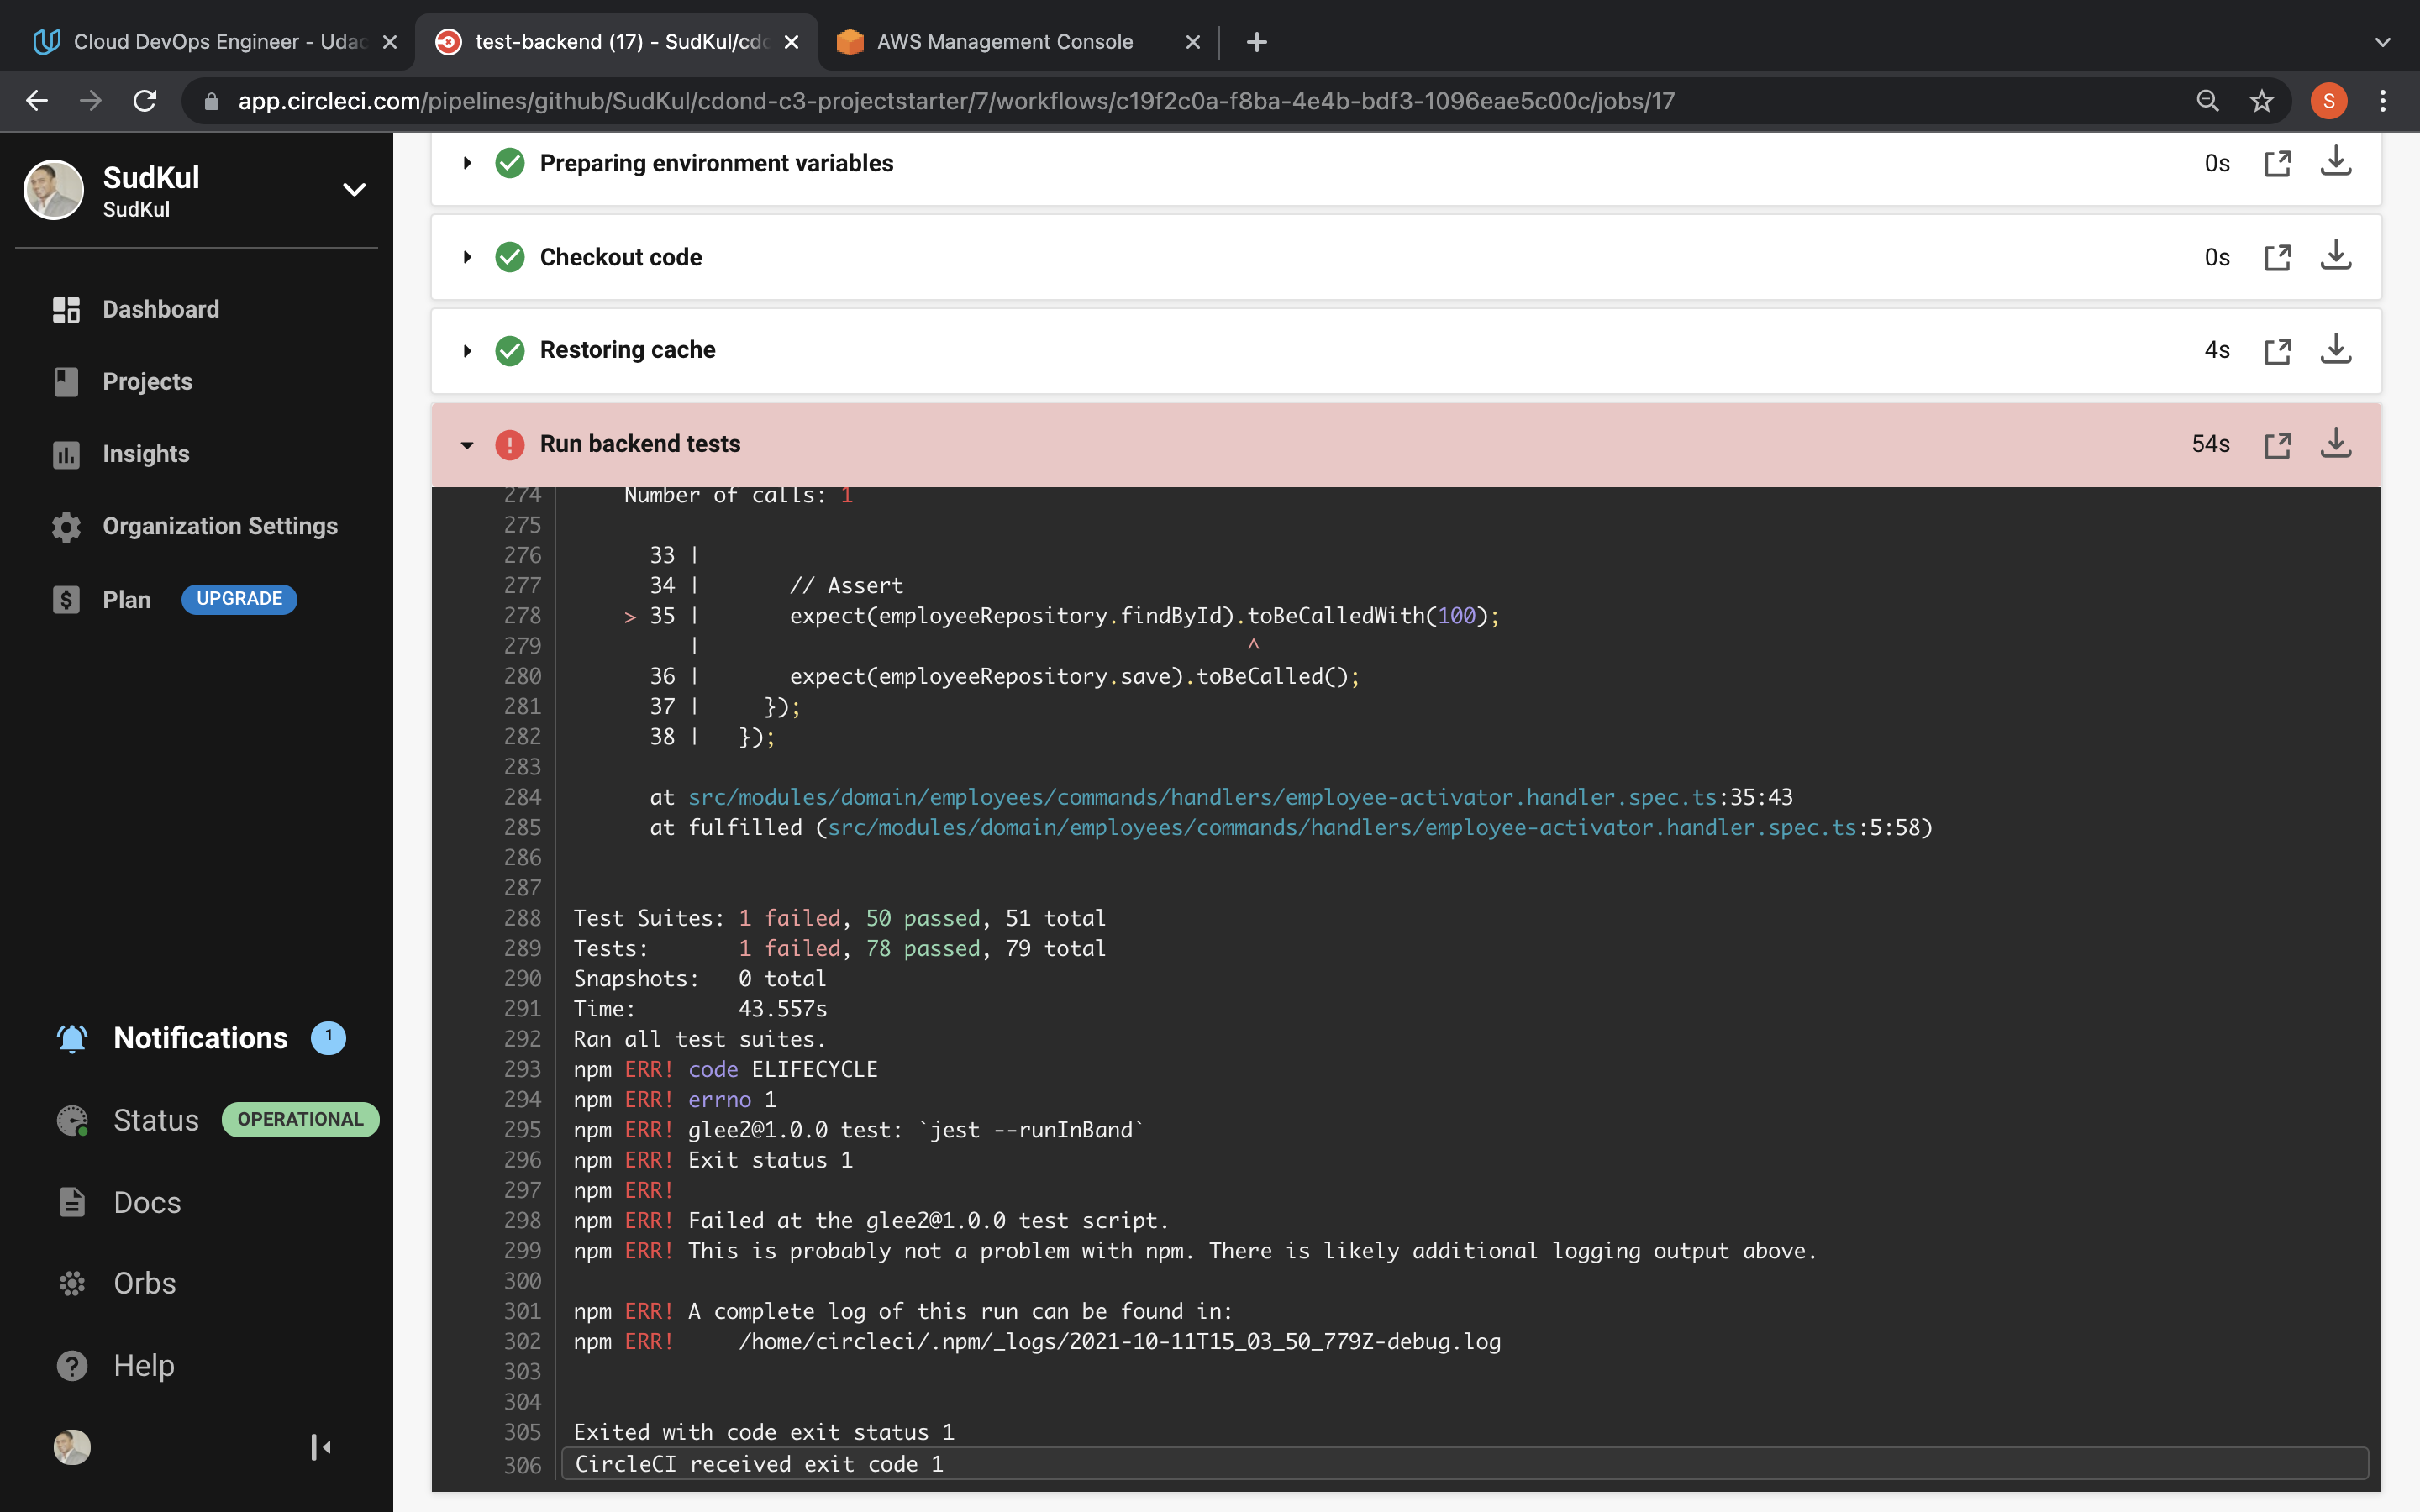 Cloud DevOps Engineer - Udac
test-backend (17) - SudKul/cdo
AWS Management Console
app.circleci.com/pipelines/github/SudKul/cdond-c3-projectstarter/7/workflows/c19f2c0a-f8ba-4e4b-bdf3-1096eae5c00c/jobs/17
S
SudKul
SudKul
Dashboard
Projects
Insights
Organization Settings
Plan UPGRADE
Notifications 1
Status OPERATIONAL
Docs
Orbs
Help
Preparing environment variables 0s
Checkout code 0s
Restoring cache 4s
Run backend tests 54s
274 Number of calls: 1
275
276 33 |
277 34 | // Assert
278 > 35 | expect(employeeRepository.findById).toBeCalledWith(100);
279 | ^
280 36 | expect(employeeRepository.save).toBeCalled();
281 37 | });
282 38 | });
283
284 at src/modules/domain/employees/commands/handlers/employee-activator.handler.spec.ts:35:43
285 at fulfilled (src/modules/domain/employees/commands/handlers/employee-activator.handler.spec.ts:5:58)
286
287
288 Test Suites: 1 failed, 50 passed, 51 total
289 Tests: 1 failed, 78 passed, 79 total
290 Snapshots: 0 total
291 Time: 43.557s
292 Ran all test suites.
293 npm ERR! code ELIFECYCLE
294 npm ERR! errno 1
295 npm ERR! glee2@1.0.0 test: `jest --runInBand`
296 npm ERR! Exit status 1
297 npm ERR!
298 npm ERR! Failed at the glee2@1.0.0 test script.
299 npm ERR! This is probably not a problem with npm. There is likely additional logging output above.
300
301 npm ERR! A complete log of this run can be found in:
302 npm ERR! /home/circleci/.npm/_logs/2021-10-11T15_03_50_779Z-debug.log
303
304
305 Exited with code exit status 1
306 CircleCI received exit code 1